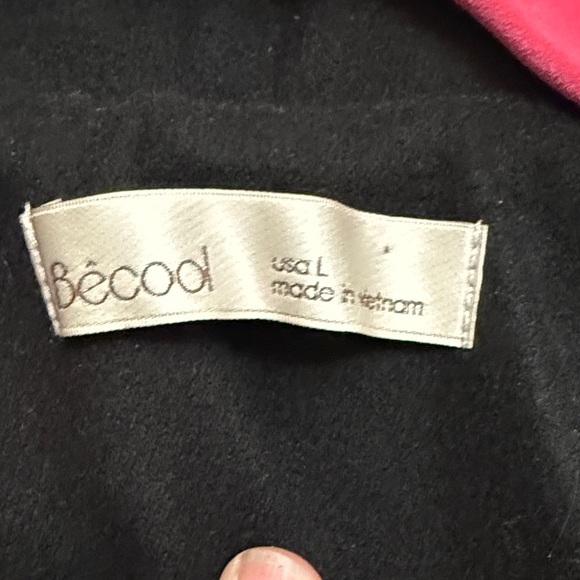 Bêcool
usa L
made in vietnam